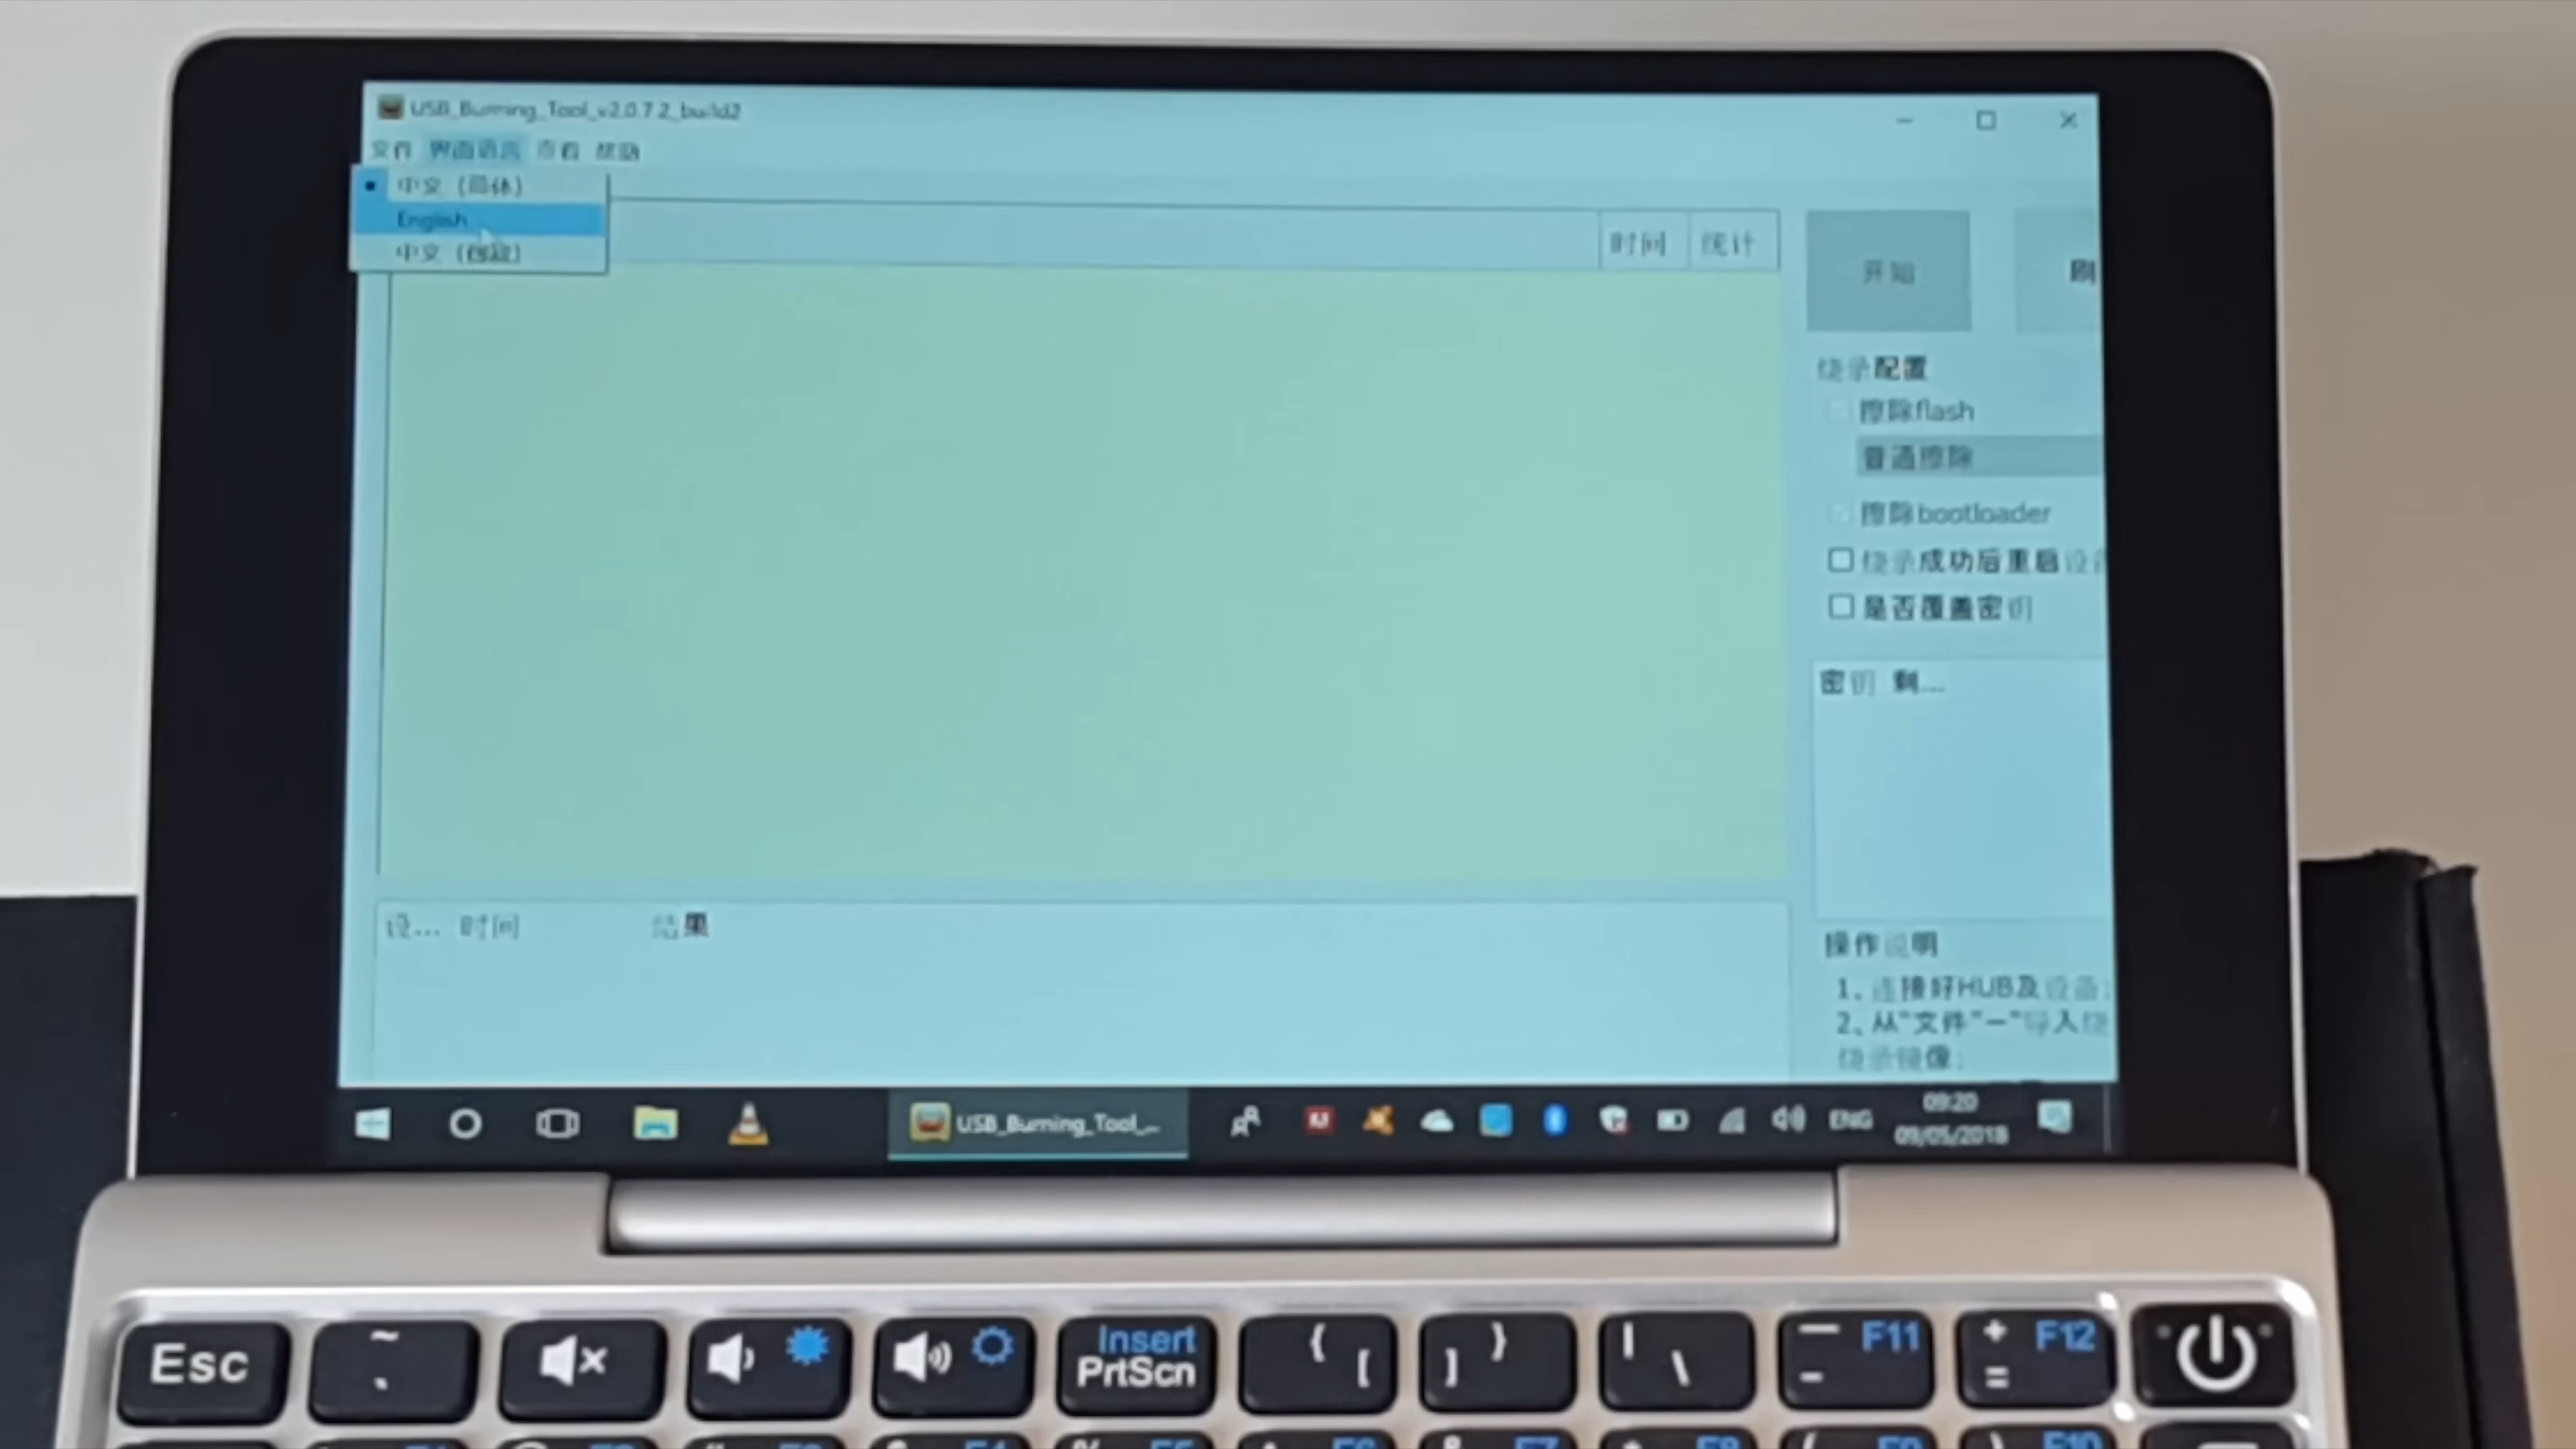 USB_Burning_Tool_v2.0.7.2_build2
文件 界面语言 查看 帮助
中文 (简体)
English
中文 (繁體)
时间 统计
开始 刷
烧录配置
擦除flash
普通擦除
擦除bootloader
烧录成功后重启设
是否覆盖密钥
密钥 剩...
设... 时间 结果
操作说明
1、连接好HUB及设备;
2、从"文件"—"导入烧
烧录镜像;
USB_Burning_Tool_... ENG 09:20
09/05/2018
Esc ~ ` Insert PrtScn { [ } ] | \ — - F11 + = F12